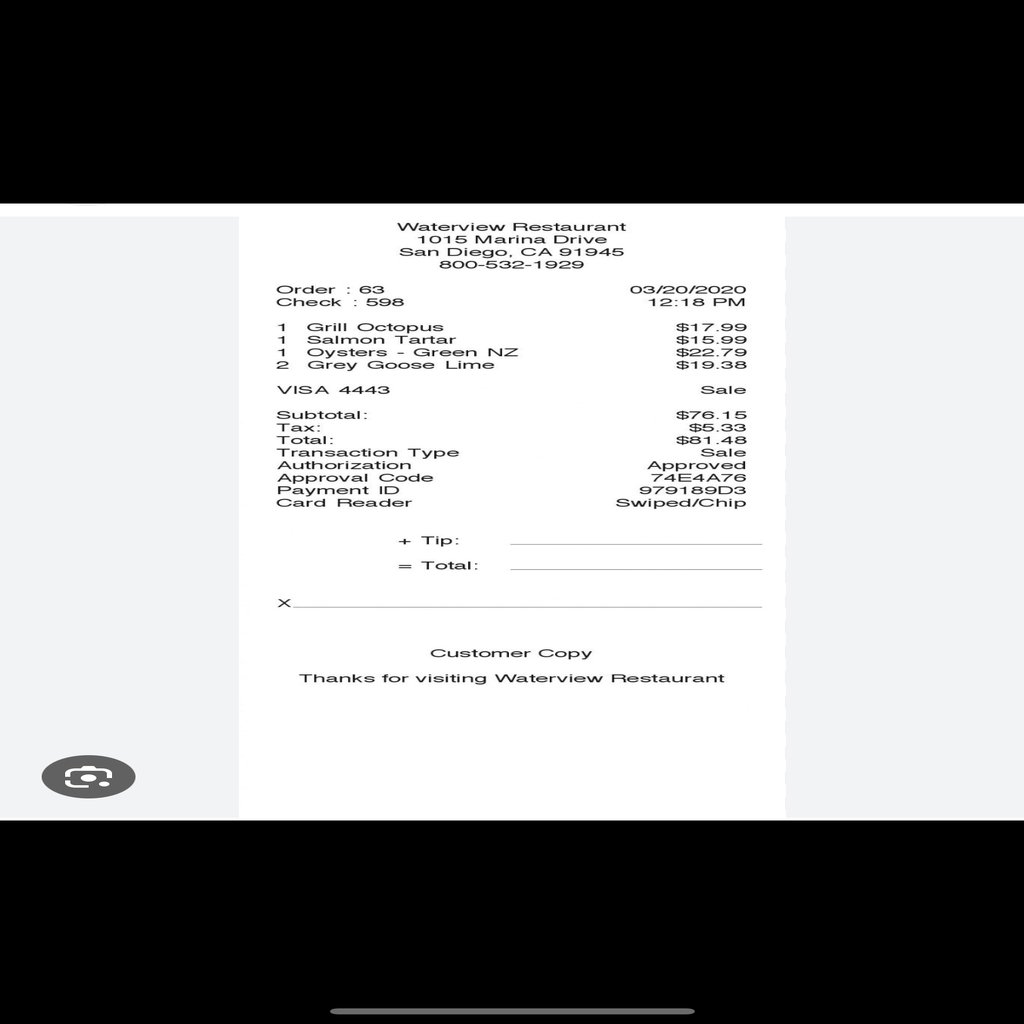 Waterview Restaurant
1015 Marina Drive
San Diego, CA 91945
800-532-1929
Order : 63 03/20/2020
Check : 598 12:18 PM
1 Grill Octopus $17.99
1 Salmon Tartar $15.99
1 Oysters - Green NZ $22.79
2 Grey Goose Lime $19.38
VISA 4443 Sale
Subtotal: $76.15
Tax: $5.33
Total: $81.48
Transaction Type Sale
Authorization Approved
Approval Code 74E4A76
Payment ID 979189D3
Card Reader Swiped/Chip
+ Tip:
= Total:
X
Customer Copy
Thanks for visiting Waterview Restaurant